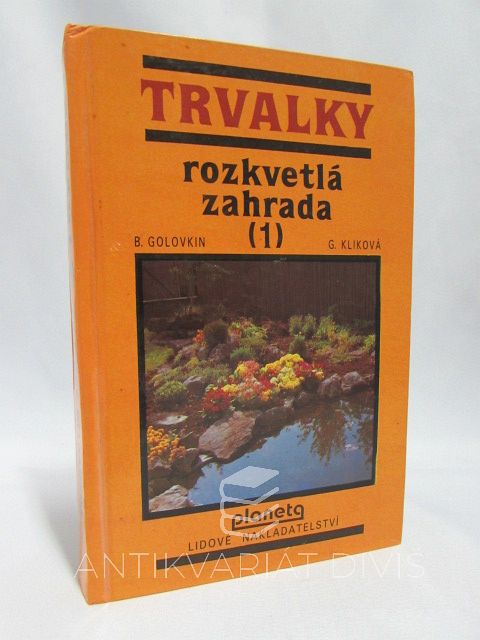 TRVALKY
rozkvetlá
zahrada
(1)
B. GOLOVKIN G. KLIKOVÁ
planeta
LIDOVÉ NAKLADATELSTVÍ
ANTIKVARIÁT DIVIŠ